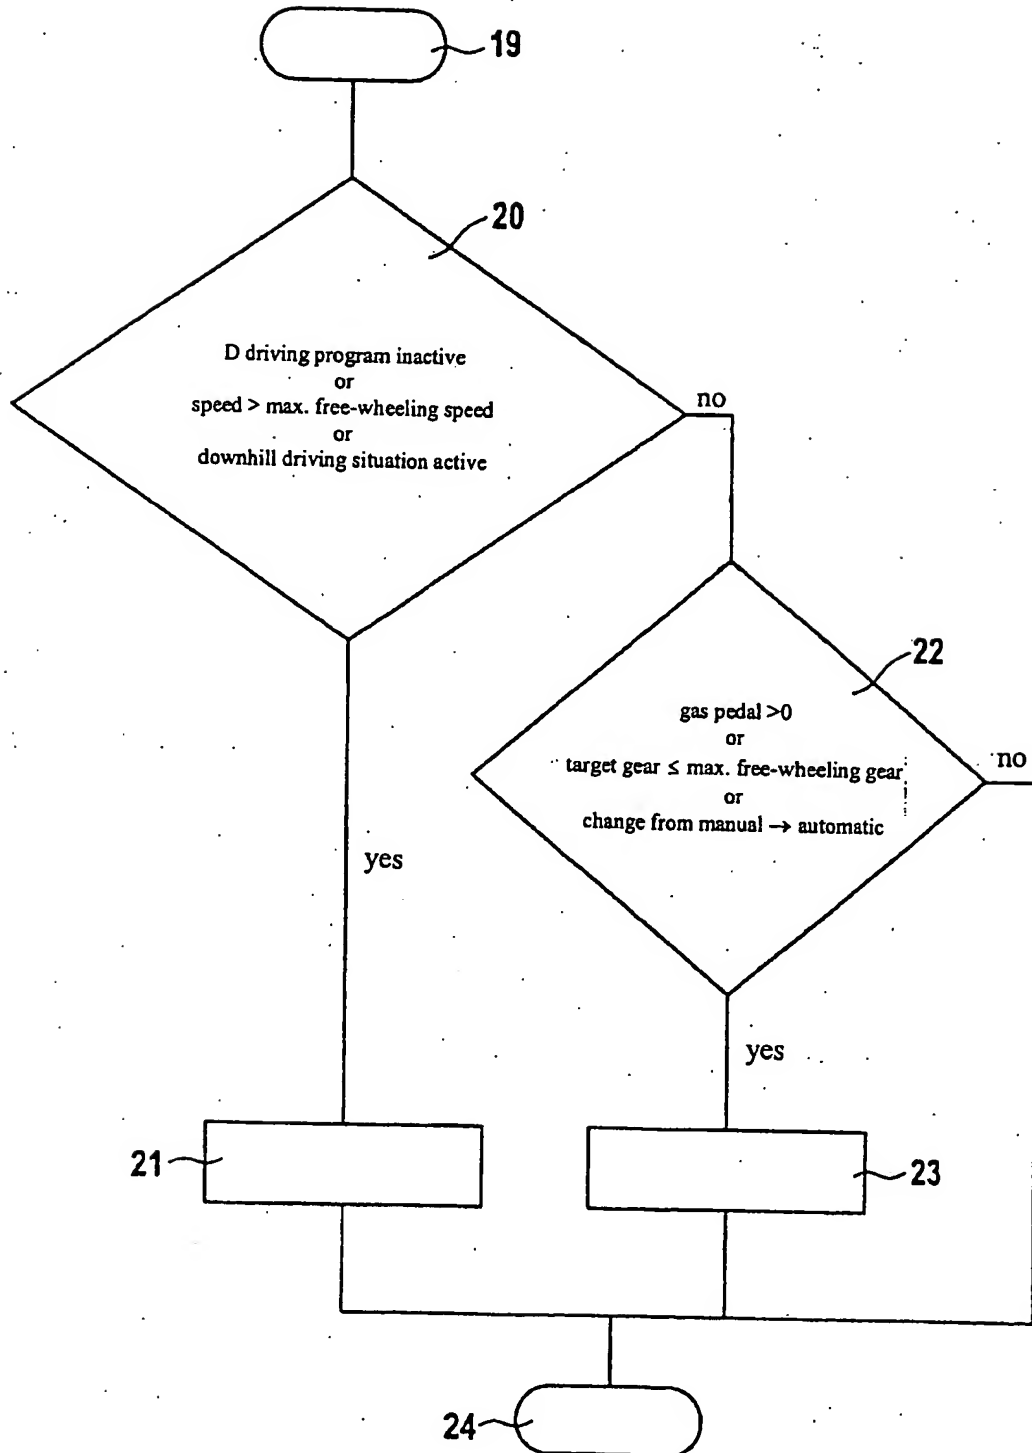 19
20
D driving program inactive
or
speed > max. free-wheeling speed
or
downhill driving situation active
no
22
gas pedal >0
or
target gear ≤ max. free-wheeling gear
or
change from manual → automatic
no
yes
yes
21
23
24